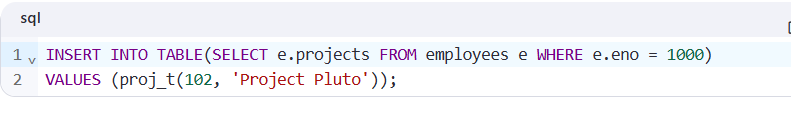 sql
1 INSERT INTO TABLE(SELECT e.projects FROM employees e WHERE e.eno = 1000)
2 VALUES (proj_t(102, 'Project Pluto'));